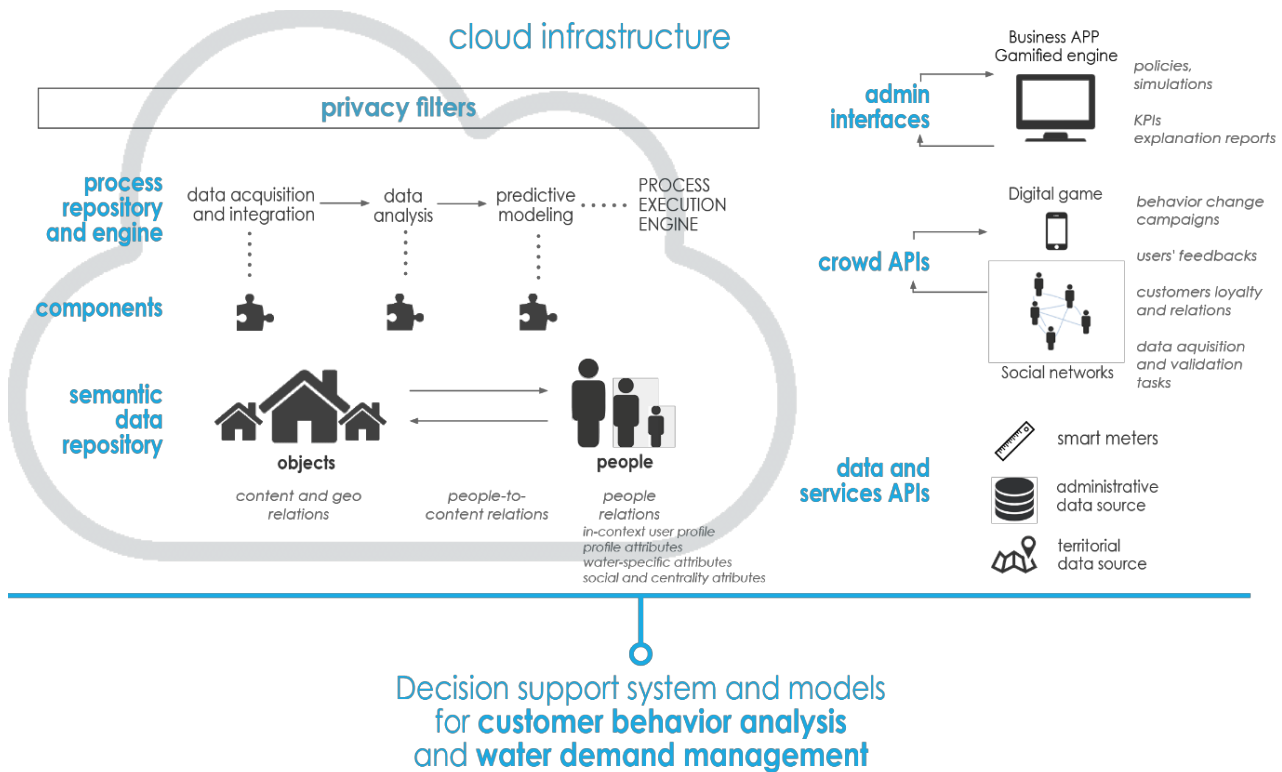 cloud infrastructure
privacy filters
process
repository
and engine
data acquisition
and integration
data
analysis
predictive
modeling
PROCESS
EXECUTION
ENGINE
components
semantic
data
repository
objects
people
content and geo
relations
people-to-
content relations
people
relations
in-context user profile
profile attributes
water-specific attributes
social and centrality atributes
admin
interfaces
Business APP
Gamified engine
policies,
simulations
KPIs
explanation reports
crowd APIs
Digital game
Social networks
behavior change
campaigns
users' feedbacks
customers loyalty
and relations
data aquisition
and validation
tasks
data and
services APIs
smart meters
administrative
data source
territorial
data source
Decision support system and models
for customer behavior analysis
and water demand management